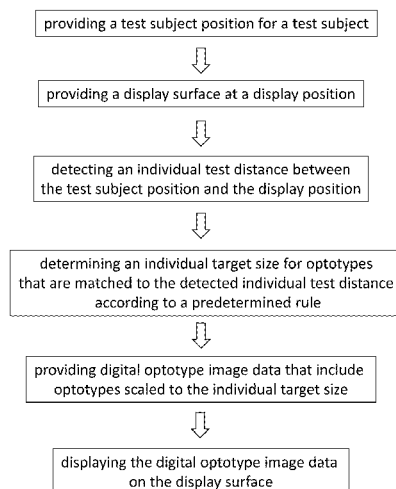 providing a test subject position for a test subject
providing a display surface at a display position
detecting an individual test distance between
the test subject position and the display position
determining an individual target size for optotypes
that are matched to the detected individual test distance
according to a predetermined rule
providing digital optotype image data that include
optotypes scaled to the individual target size
displaying the digital optotype image data
on the display surface